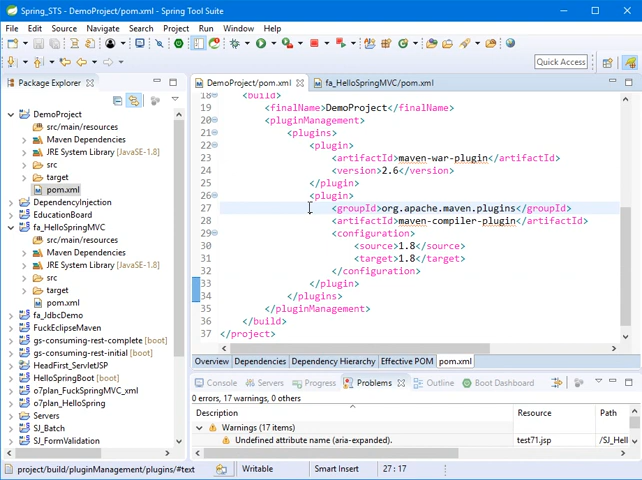 Spring_STS - DemoProject/pom.xml - Spring Tool Suite
File Edit Source Navigate Search Project Run Window Help
Quick Access
Package Explorer
DemoProject
src/main/resources
Maven Dependencies
JRE System Library [JavaSE-1.8]
src
target
pom.xml
DependencyInjection
EducationBoard
fa_HelloSpringMVC
src/main/resources
Maven Dependencies
JRE System Library [JavaSE-1.8]
src
target
pom.xml
fa_JdbcDemo
FuckEclipseMaven
gs-consuming-rest-complete [boot]
gs-consuming-rest-initial [boot]
HeadFirst_ServletJSP
HelloSpringBoot [boot]
o7plan_FuckSpringMVC_xml
o7plan_HelloSpring
Servers
SJ_Batch
SJ_FormValidation
DemoProject/pom.xml fa_HelloSpringMVC/pom.xml
18 <build>
19 <finalName>DemoProject</finalName>
20 <pluginManagement>
21 <plugins>
22 <plugin>
23 <artifactId>maven-war-plugin</artifactId>
24 <version>2.6</version>
25 </plugin>
26 <plugin>
27 <groupId>org.apache.maven.plugins</groupId>
28 <artifactId>maven-compiler-plugin</artifactId>
29 <configuration>
30 <source>1.8</source>
31 <target>1.8</target>
32 </configuration>
33 </plugin>
34 </plugins>
35 </pluginManagement>
36 </build>
37 </project>
Overview Dependencies Dependency Hierarchy Effective POM pom.xml
Console Servers Progress Problems Outline Boot Dashboard
0 errors, 17 warnings, 0 others
Description Resource Path
Warnings (17 items)
Undefined attribute name (aria-expanded). test71.jsp /SJ_Hell
project/build/pluginManagement/plugins/#text Writable Smart Insert 27 : 17